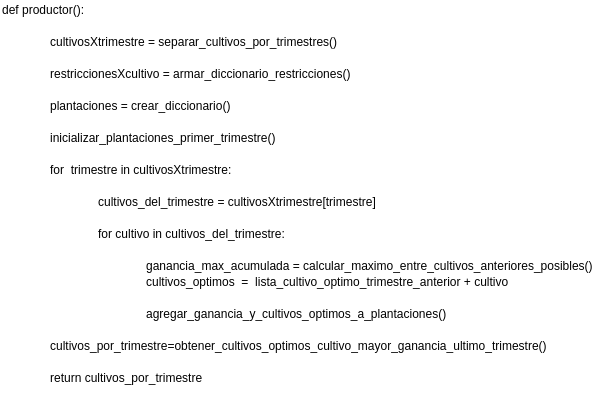 def productor():
cultivosXtrimestre = separar_cultivos_por_trimestres()
restriccionesXcultivo = armar_diccionario_restricciones()
plantaciones = crear_diccionario()
inicializar_plantaciones_primer_trimestre()
for  trimestre in cultivosXtrimestre:
cultivos_del_trimestre = cultivosXtrimestre[trimestre]
for cultivo in cultivos_del_trimestre:
ganancia_max_acumulada = calcular_maximo_entre_cultivos_anteriores_posibles()
cultivos_optimos  =  lista_cultivo_optimo_trimestre_anterior + cultivo
agregar_ganancia_y_cultivos_optimos_a_plantaciones()
cultivos_por_trimestre=obtener_cultivos_optimos_cultivo_mayor_ganancia_ultimo_trimestre()
return cultivos_por_trimestre